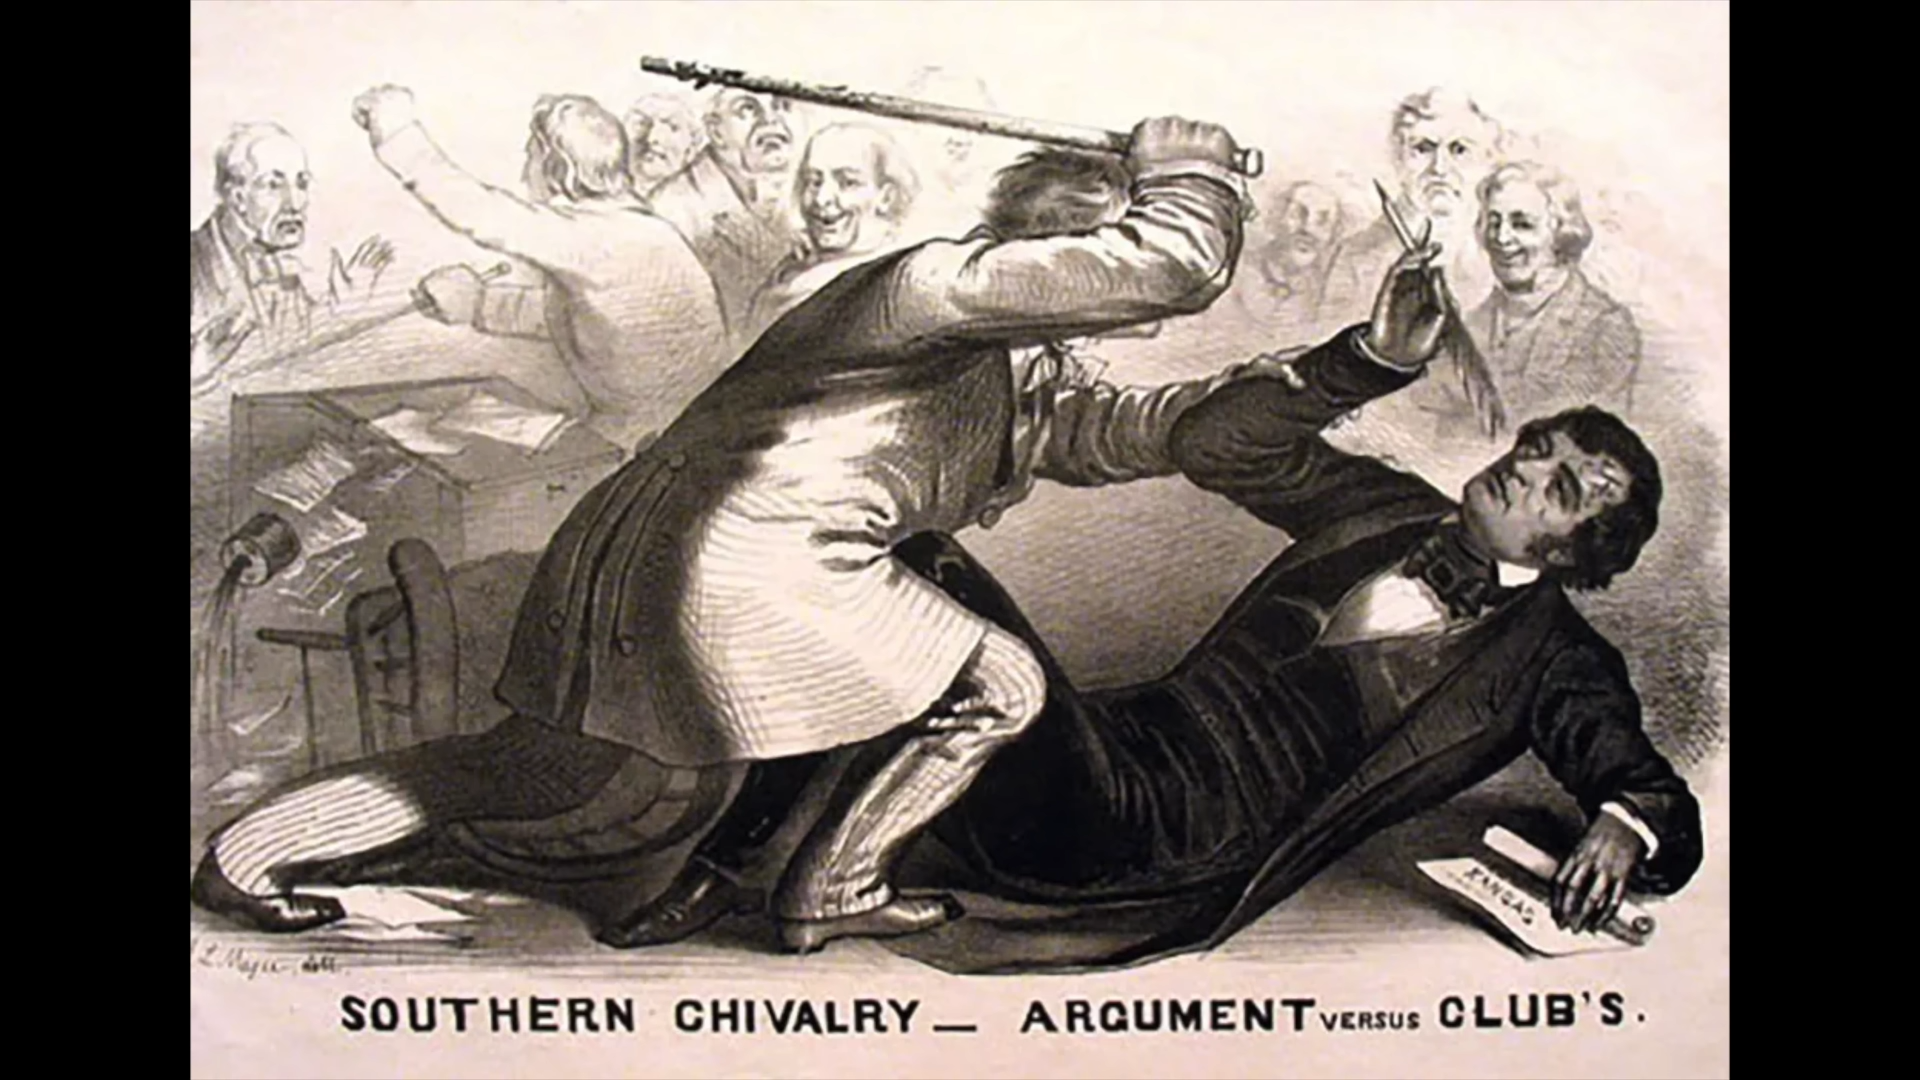 KANSAS
SOUTHERN CHIVALRY — ARGUMENT VERSUS CLUB'S.